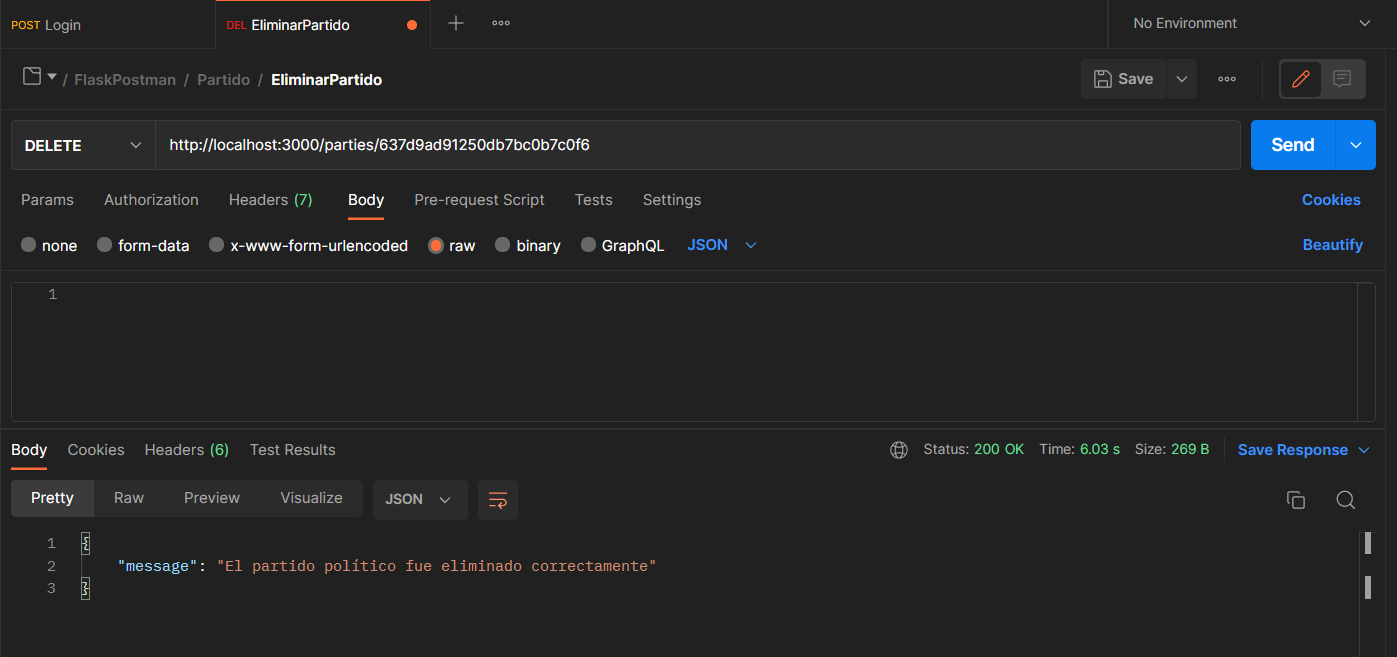 POST Login DEL EliminarPartido No Environment
/ FlaskPostman / Partido / EliminarPartido Save
DELETE http://localhost:3000/parties/637d9ad91250db7bc0b7c0f6 Send
Params Authorization Headers (7) Body Pre-request Script Tests Settings Cookies
none form-data x-www-form-urlencoded raw binary GraphQL JSON Beautify
1
Body Cookies Headers (6) Test Results Status: 200 OK Time: 6.03 s Size: 269 B Save Response
Pretty Raw Preview Visualize JSON
1 {
2 "message": "El partido político fue eliminado correctamente"
3 }